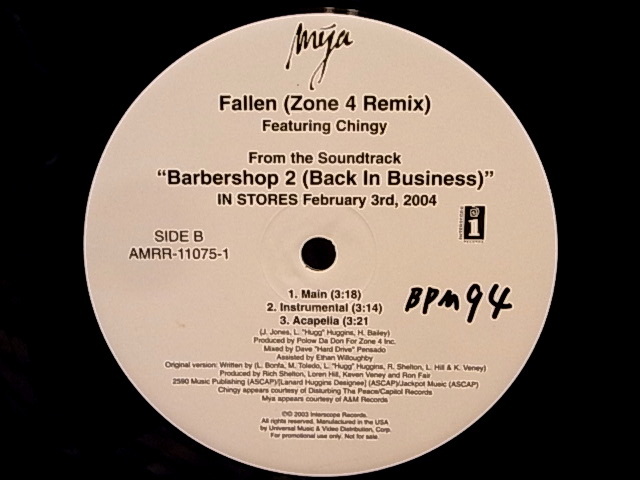 Mýa
Fallen (Zone 4 Remix)
Featuring Chingy
From the Soundtrack
"Barbershop 2 (Back In Business)"
IN STORES February 3rd, 2004
INTERSCOPE RECORDS
i
SIDE B
AMRR-11075-1
1. Main (3:18)
2. Instrumental (3:14)
3. Acapella (3:21
BPM 94
(J. Jones, L. "Hugg" Huggins, H. Bailey)
Produced by Polow Da Don For Zone 4 Inc.
Mixed by Dave "Hard Drive" Pensado
Assisted by Ethan Willoughby
Original version: Written by (L. Bonfa, M. Toledo, L. "Hugg" Huggins, R. Shelton, L. Hill & K. Veney)
Produced by Rich Shelton, Loren Hill, Keven Veney and Ron Fair
2590 Music Publishing (ASCAP)/[Lanard Huggins Designee] (ASCAP)/Jackpot Music (ASCAP)
Chingy appears courtesy of Disturbing Tha Peace/Capitol Records
Mya appears courtesy of A&M Records
℗© 2003 Interscope Records.
All rights reserved. Manufactured in the USA
by Universal Music & Video Distribution, Corp.
For promotional use only. Not for sale.